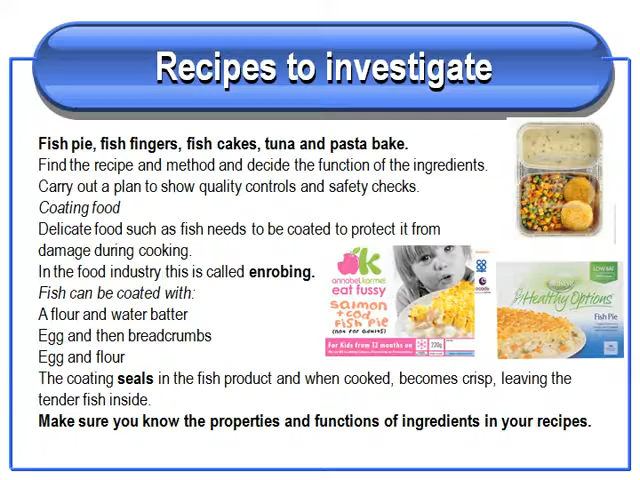 Recipes to investigate
Fish pie, fish fingers, fish cakes, tuna and pasta bake.
Find the recipe and method and decide the function of the ingredients.
Carry out a plan to show quality controls and safety checks.
Coating food
Delicate food such as fish needs to be coated to protect it from
damage during cooking.
In the food industry this is called enrobing.
Fish can be coated with:
A flour and water batter
Egg and then breadcrumbs
Egg and flour
The coating seals in the fish product and when cooked, becomes crisp, leaving the
tender fish inside.
Make sure you know the properties and functions of ingredients in your recipes.
annabel karmel
eat fussy
salmon
+ cod
fish pie
(not for adults)
For Kids from 12 months on
220g
LOW FAT
Healthy Options
Fish Pie